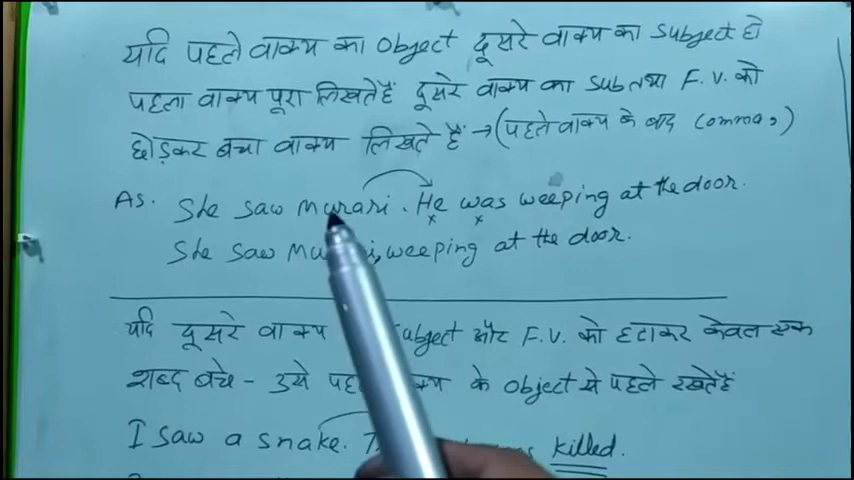 यदि पहले वाक्य का object दूसरे वाक्य का subject हो
पहला वाक्य पूरा लिखते हैं दूसरे वाक्य का sub तथा F.V. को
छोड़कर बचा वाक्य लिखते हैं → (पहले वाक्य के बाद comma,)
As. She saw Murari. He was weeping at the door.
She saw Mu i, weeping at the door.
यदि दूसरे वाक्य subject और F.V. को हटाकर केवल एक
शब्द बचे - उसे पह वाक्य के object से पहले रखते हैं
I saw a snake. killed.